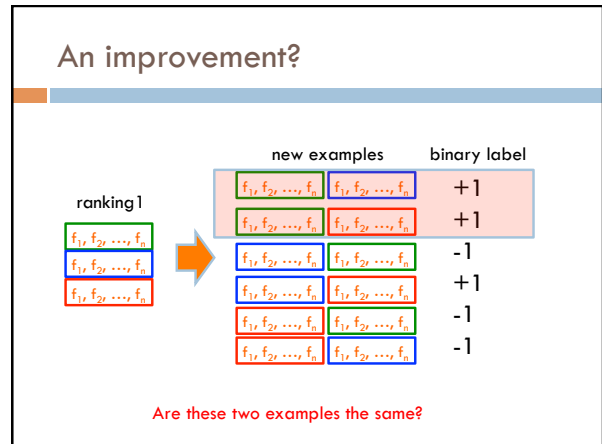 An improvement?
new examples binary label
ranking1
f₁, f₂, …, fₙ f₁, f₂, …, fₙ +1
f₁, f₂, …, fₙ f₁, f₂, …, fₙ +1
f₁, f₂, …, fₙ
f₁, f₂, …, fₙ f₁, f₂, …, fₙ -1
f₁, f₂, …, fₙ
f₁, f₂, …, fₙ f₁, f₂, …, fₙ +1
f₁, f₂, …, fₙ
f₁, f₂, …, fₙ f₁, f₂, …, fₙ -1
f₁, f₂, …, fₙ f₁, f₂, …, fₙ -1
Are these two examples the same?